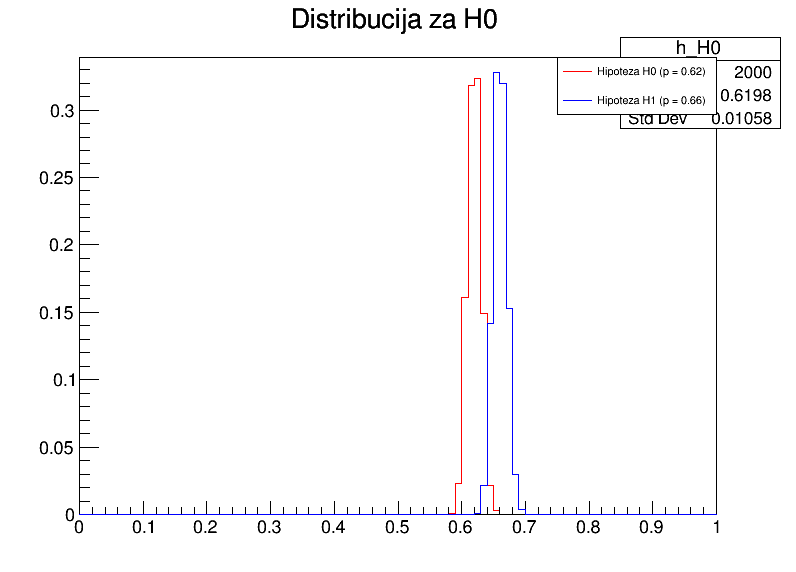 Distribucija za H0
h_H0
Hipoteza H0 (p = 0.62)
2000
Hipoteza H1 (p = 0.66)
0.6198
Std Dev 0.01058
0.3
0.25
0.2
0.15
0.1
0.05
0
0 0.1 0.2 0.3 0.4 0.5 0.6 0.7 0.8 0.9 1